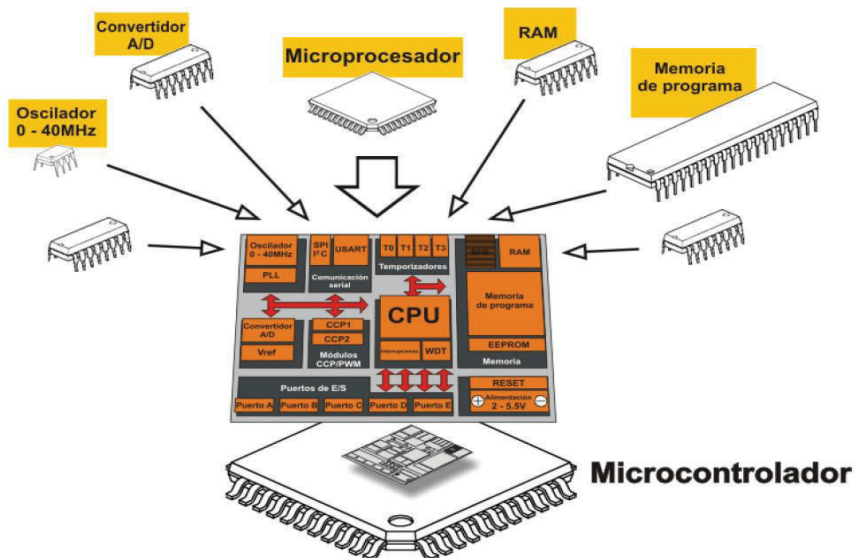 Convertidor
A/D
Microprocesador
RAM
Memoria
de programa
Oscilador
0 - 40MHz
Oscilador
0 - 40MHz
PLL
SPI
I²C
USART
Comunicación
serial
T0
T1
T2
T3
Temporizadores
SFR
RAM
Memoria
de programa
EEPROM
Memoria
Convertidor
A/D
Vref
CCP1
CCP2
Módulos
CCP/PWM
CPU
Interrupciones
WDT
Puertos de E/S
Puerto A
Puerto B
Puerto C
Puerto D
Puerto E
RESET
Alimentación
2 - 5.5V
Microcontrolador